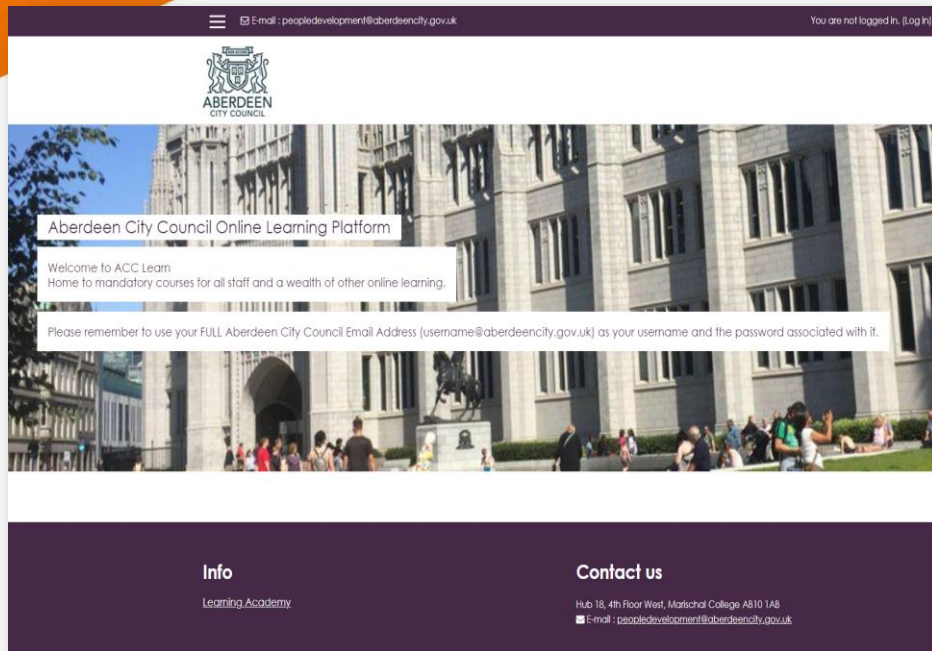 E-mail : peopledevelopment@aberdeencity.gov.uk
You are not logged in. (Log in)
ABERDEEN
CITY COUNCIL
Aberdeen City Council Online Learning Platform
Welcome to ACC Learn
Home to mandatory courses for all staff and a wealth of other online learning.
Please remember to use your FULL Aberdeen City Council Email Address (username@aberdeencity.gov.uk) as your username and the password associated with it.
Info
Contact us
Learning Academy
Hub 18, 4th Floor West, Marischal College AB10 1AB
E-mail : peopledevelopment@aberdeencity.gov.uk